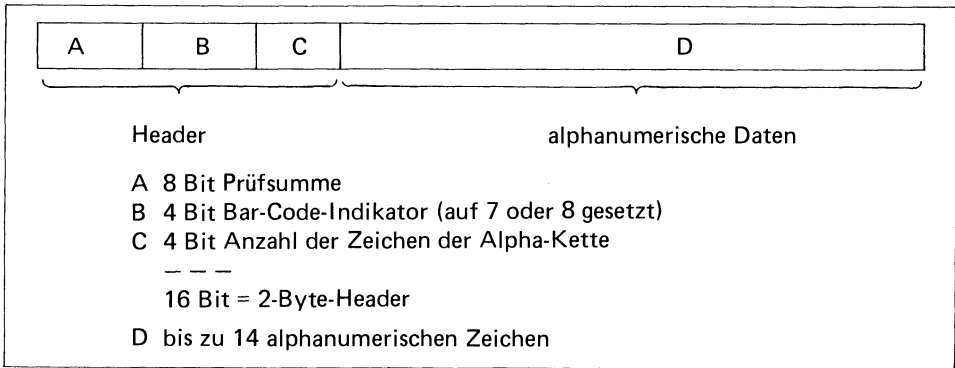 A B C D
Header alphanumerische Daten
A 8 Bit Prüfsumme
B 4 Bit Bar-Code-Indikator (auf 7 oder 8 gesetzt)
C 4 Bit Anzahl der Zeichen der Alpha-Kette
– – –
16 Bit = 2-Byte-Header
D bis zu 14 alphanumerischen Zeichen